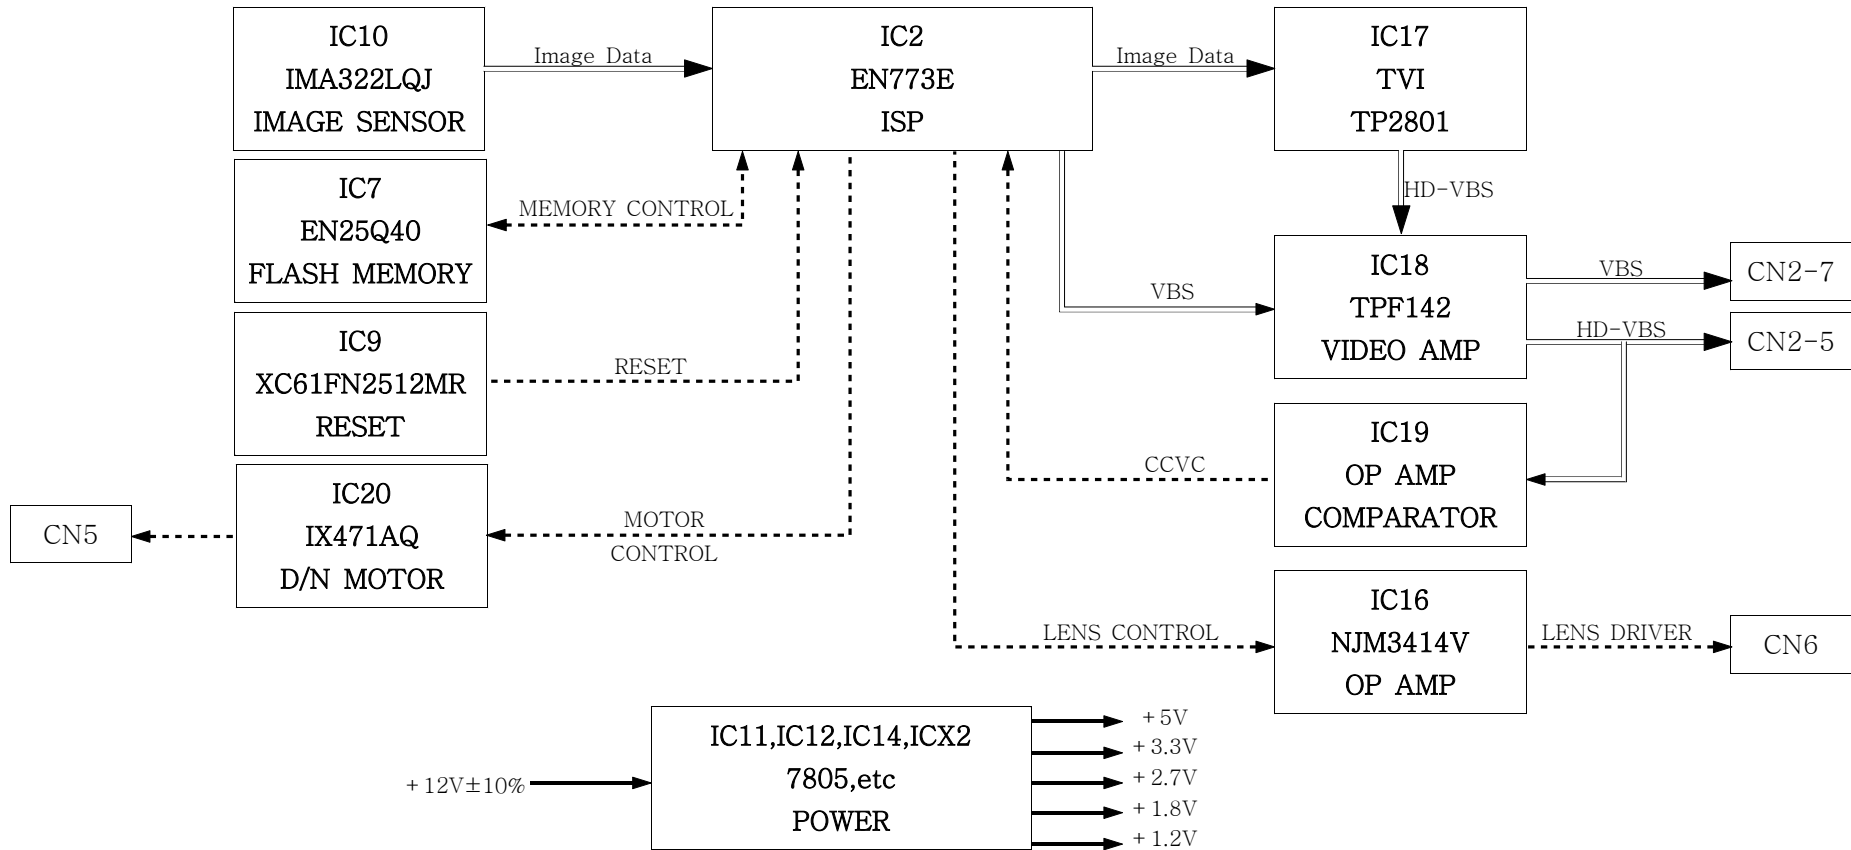 IC10
IMA322LQJ
IMAGE SENSOR
Image Data
IC2
EN773E
ISP
Image Data
IC17
TVI
TP2801
HD-VBS
IC7
EN25Q40
FLASH MEMORY
MEMORY CONTROL
IC18
TPF142
VIDEO AMP
VBS
VBS
CN2-7
HD-VBS
CN2-5
IC9
XC61FN2512MR
RESET
RESET
IC19
OP AMP
COMPARATOR
CCVC
IC20
IX471AQ
D/N MOTOR
CN5
MOTOR
CONTROL
IC16
NJM3414V
OP AMP
LENS CONTROL
LENS DRIVER
CN6
+12V±10%
IC11,IC12,IC14,ICX2
7805,etc
POWER
+5V
+3.3V
+2.7V
+1.8V
+1.2V